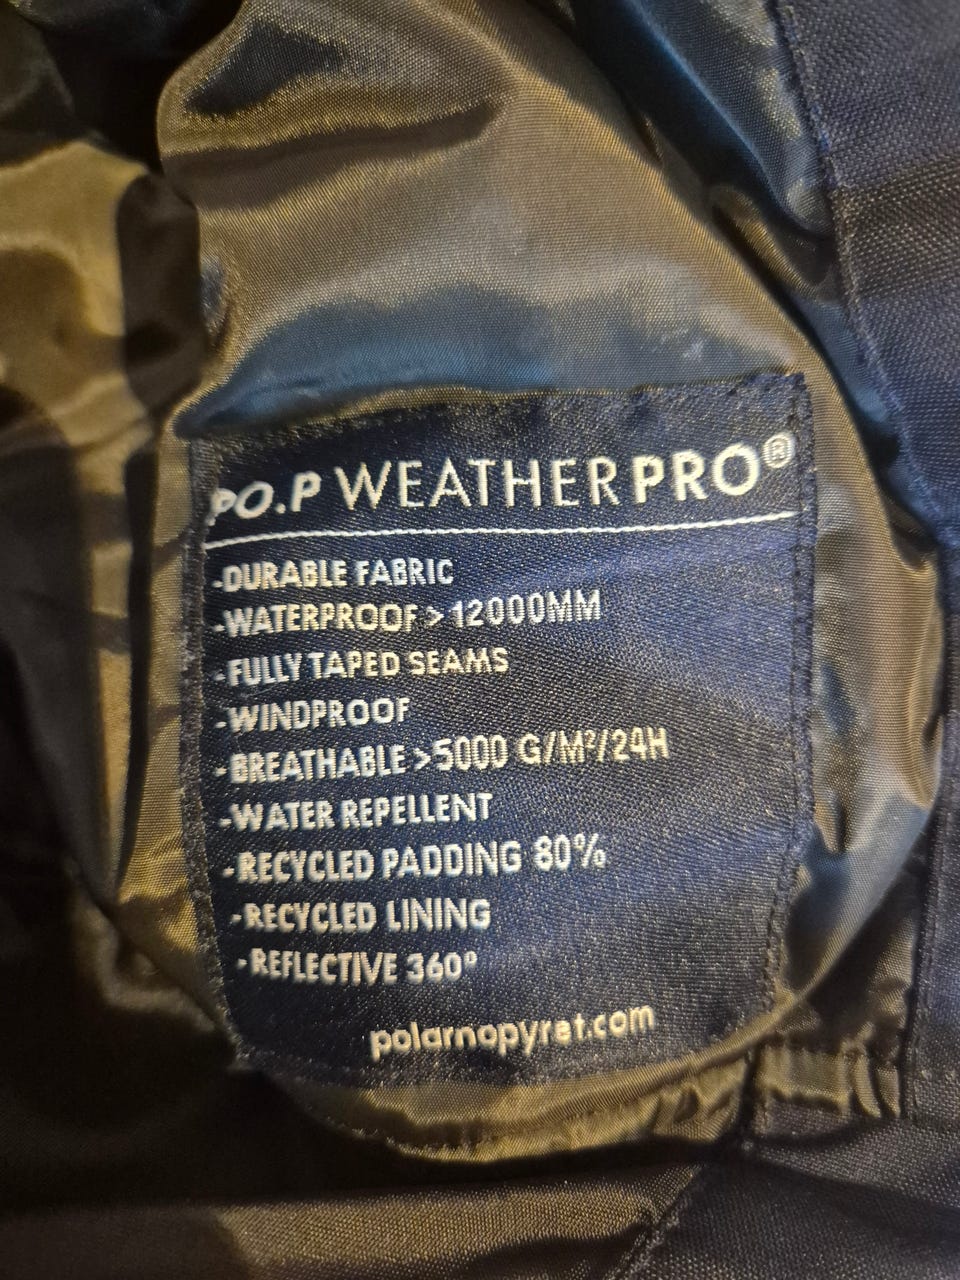 PO.P WEATHERPRO®
-DURABLE FABRIC
-WATERPROOF > 12000MM
-FULLY TAPED SEAMS
-WINDPROOF
-BREATHABLE >5000 G/M²/24H
-WATER REPELLENT
-RECYCLED PADDING 80%
-RECYCLED LINING
-REFLECTIVE 360°
polarnopyret.com